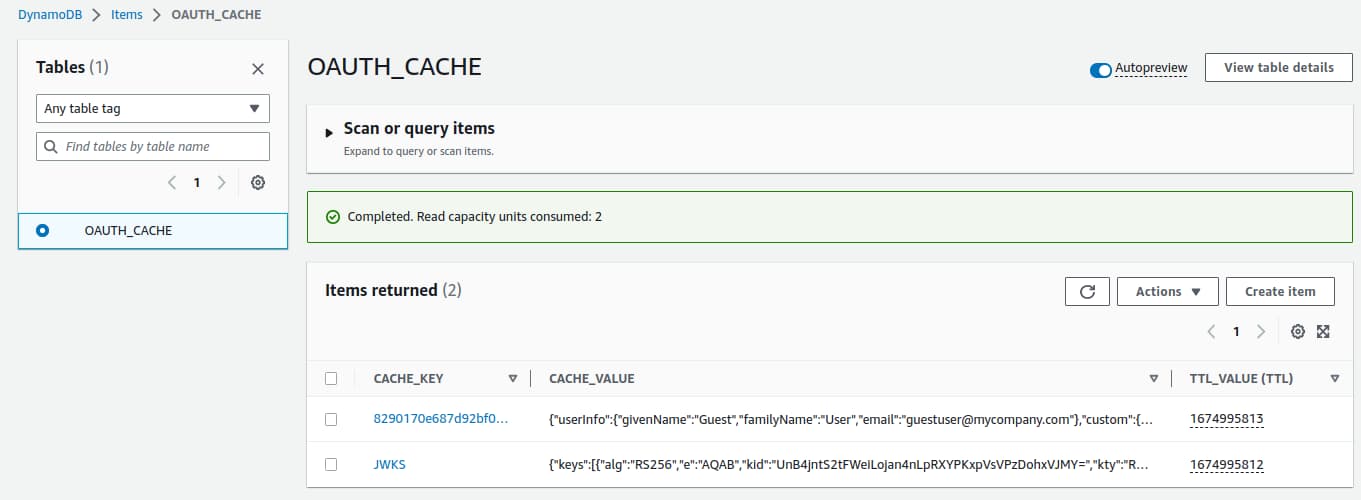 DynamoDB > Items > OAUTH_CACHE
Tables (1)
Any table tag
Find tables by table name
1
OAUTH_CACHE
OAUTH_CACHE
Autopreview
View table details
Scan or query items
Expand to query or scan items.
Completed. Read capacity units consumed: 2
Items returned (2)
Actions
Create item
1
CACHE_KEY CACHE_VALUE TTL_VALUE (TTL)
8290170e687d92bf0... {"userInfo":{"givenName":"Guest","familyName":"User","email":"guestuser@mycompany.com"},"custom":{... 1674995813
JWKS {"keys":[{"alg":"RS256","e":"AQAB","kid":"UnB4JntS2tFWeILoJan4nLpRXYPKxpVsVPzDohxVJMY=","kty":"R... 1674995812